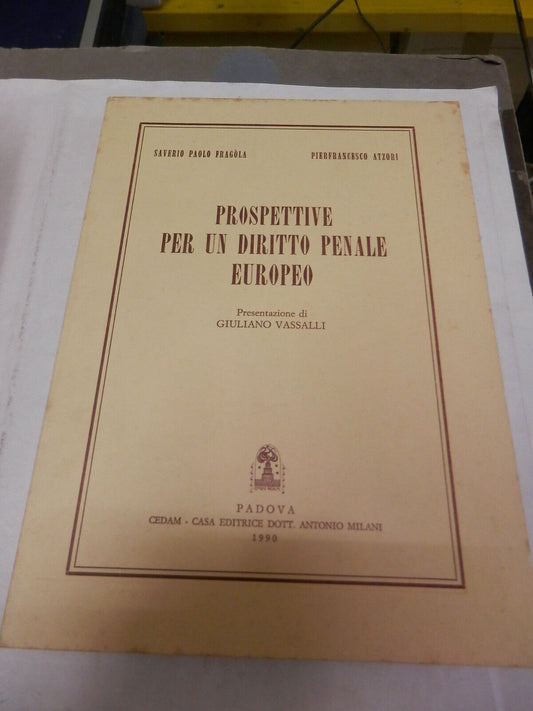 SAVERIO PAOLO FRAGÒLA PIERFRANCESCO ATZORI
PROSPETTIVE
PER UN DIRITTO PENALE
EUROPEO
Presentazione di
GIULIANO VASSALLI
PADOVA
CEDAM - CASA EDITRICE DOTT. ANTONIO MILANI
1990